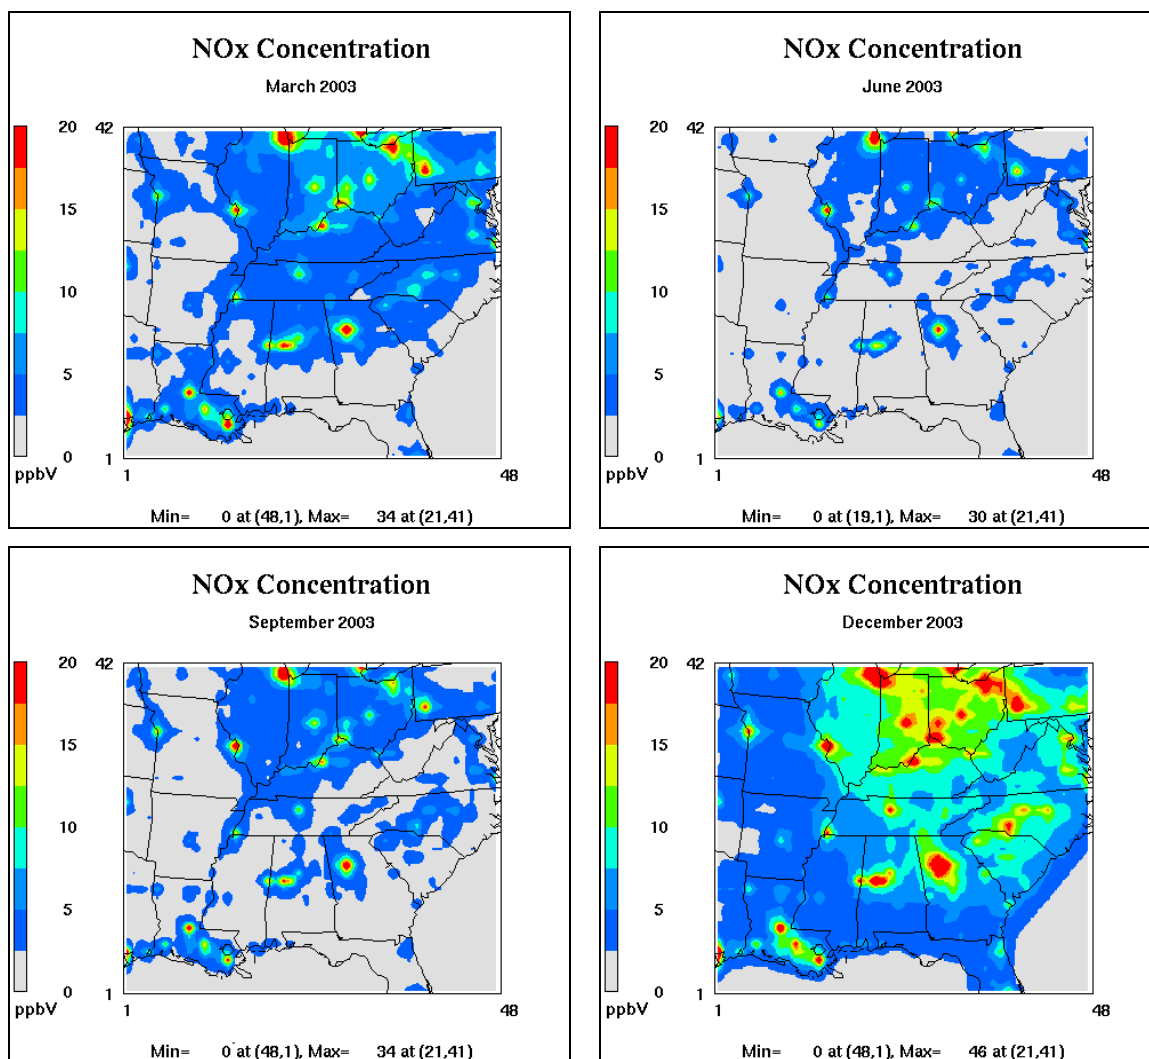 NOx Concentration
March 2003
20
15
10
5
0
ppbV
42
1
1
48
Min= 0 at (48,1), Max= 34 at (21,41)
NOx Concentration
June 2003
20
15
10
5
0
ppbV
42
1
1
48
Min= 0 at (19,1), Max= 30 at (21,41)
NOx Concentration
September 2003
20
15
10
5
0
ppbV
42
1
1
48
Min= 0 at (48,1), Max= 34 at (21,41)
NOx Concentration
December 2003
20
15
10
5
0
ppbV
42
1
1
48
Min= 0 at (48,1), Max= 46 at (21,41)